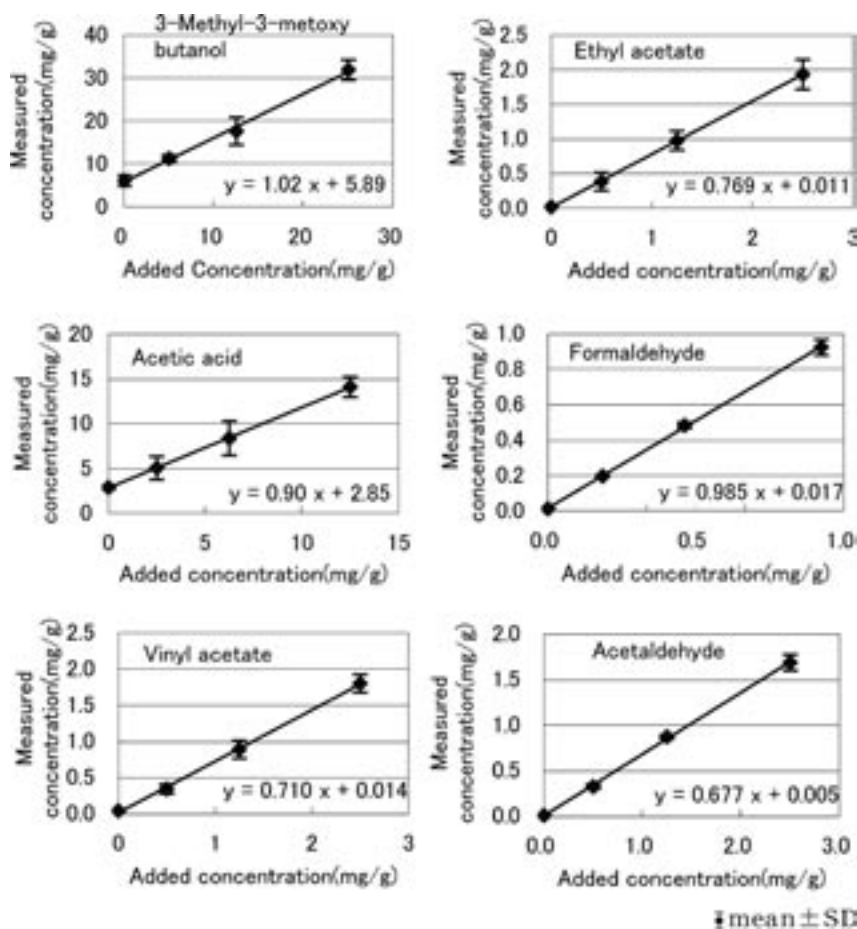 3-Methyl-3-metoxy
butanol
Measured
concentration(mg/g)
40
30
20
10
0
y = 1.02 x + 5.89
0 10 20 30
Added Concentration(mg/g)
Ethyl acetate
Measured
concentration(mg/g)
2.5
2.0
1.5
1.0
0.5
0.0
y = 0.769 x + 0.011
0 1 2 3
Added concentration(mg/g)
Acetic acid
Measured
concentration(mg/g)
20
15
10
5
0
y = 0.90 x + 2.85
0 5 10 15
Added concentration(mg/g)
Formaldehyde
Measured
concentration(mg/g)
1.0
0.8
0.6
0.4
0.2
0.0
y = 0.985 x + 0.017
0.0 0.5 1.0
Added concentration(mg/g)
Vinyl acetate
Measured
concentration(mg/g)
2.5
2.0
1.5
1.0
0.5
0.0
y = 0.710 x + 0.014
0 1 2 3
Added concentration(mg/g)
Acetaldehyde
Measured
concentration(mg/g)
2.0
1.5
1.0
0.5
0.0
y = 0.677 x + 0.005
0.0 1.0 2.0 3.0
Added concentration(mg/g)
mean ± SD